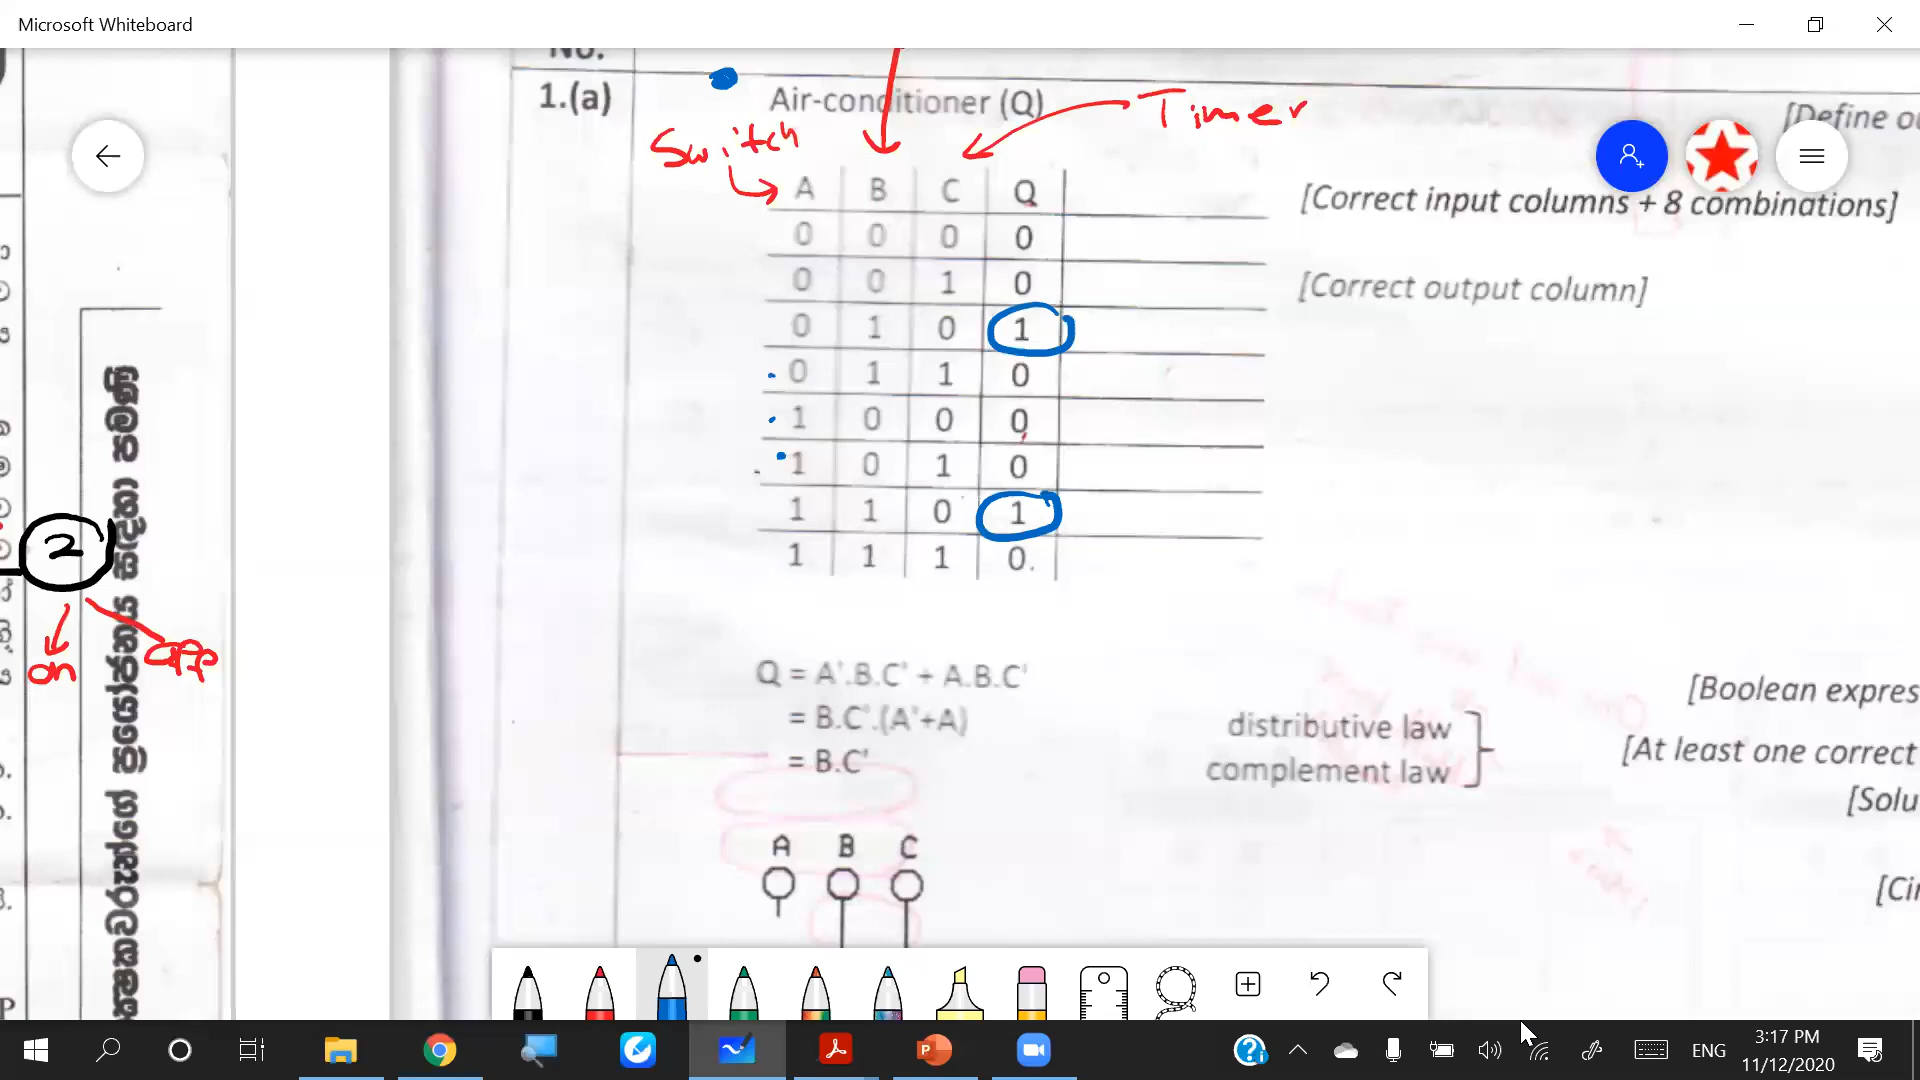 Microsoft Whiteboard
No.
1.(a)
Air-conditioner (Q)
Timer
[Define ou
Switch
A B C Q
[Correct input columns + 8 combinations]
0 0 0 0
0 0 1 0
[Correct output column]
0 1 0 1
0 1 1 0
1 0 0 0
1 0 1 0
1 1 0 1
1 1 1 0.
2
on
OFF
Q = A'.B.C' + A.B.C'
[Boolean expres
= B.C'.(A'+A)
distributive law
= B.C'
complement law
[At least one correct
[Solu
A B C
[Cir
P
ENG
3:17 PM
11/12/2020